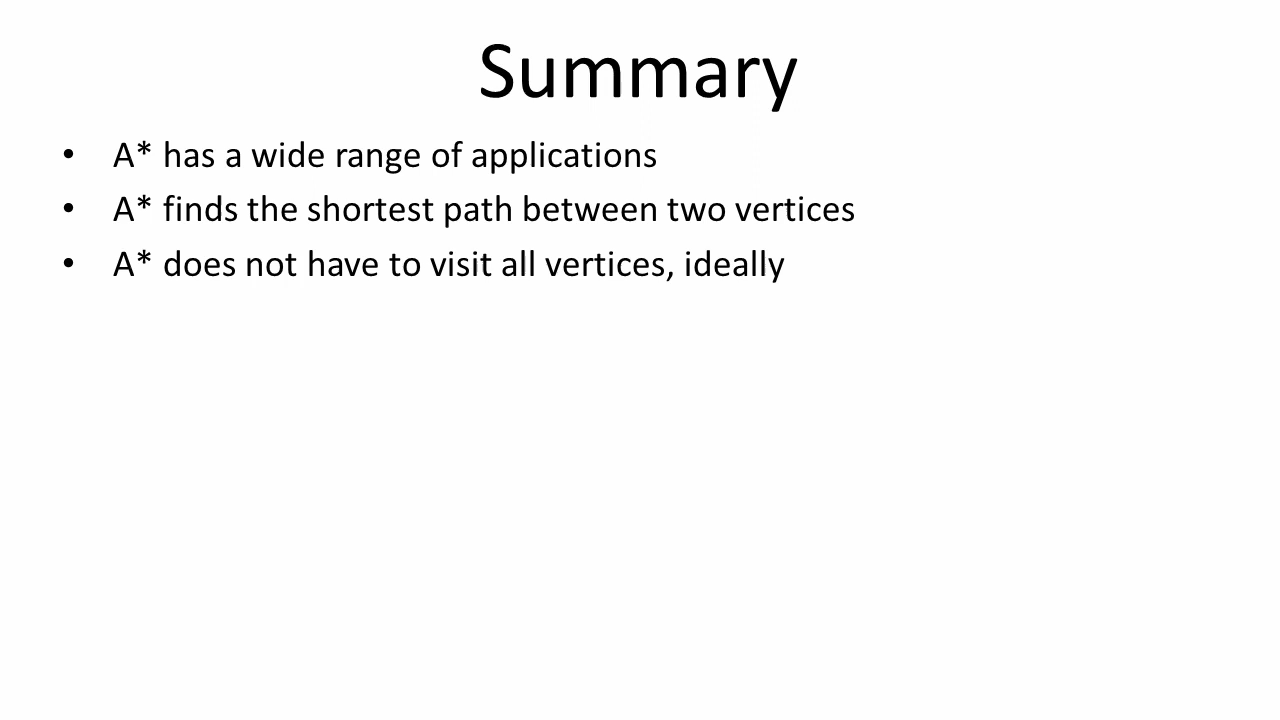 Summary
• A* has a wide range of applications
• A* finds the shortest path between two vertices
• A* does not have to visit all vertices, ideally